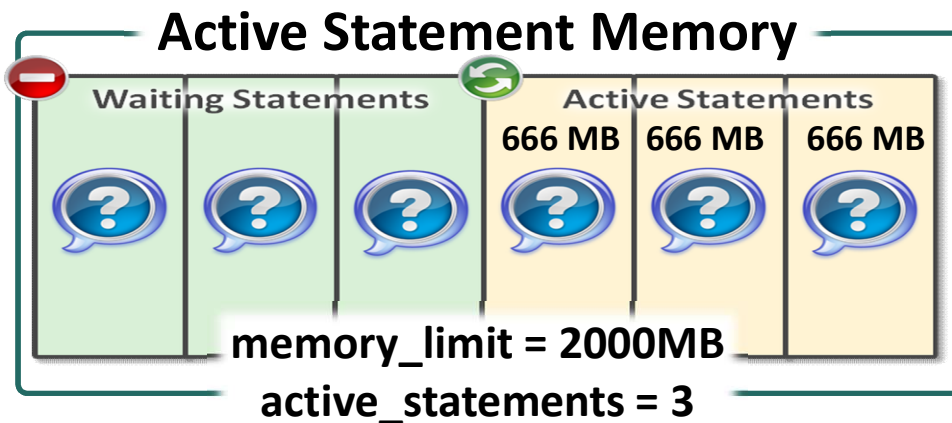 Active Statement Memory
Waiting Statements Active Statements
666 MB 666 MB 666 MB
? ? ? ? ? ?
memory_limit = 2000MB
active_statements = 3